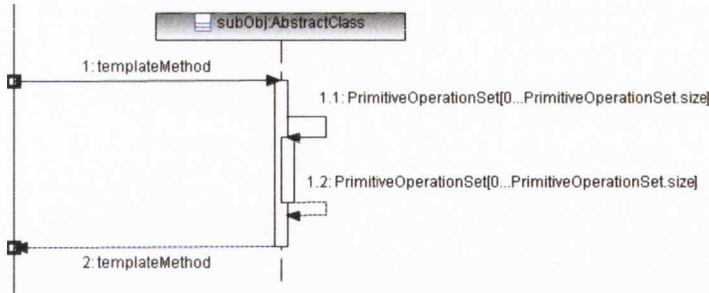 subObj:AbstractClass
1: templateMethod
1.1: PrimitiveOperationSet[0...PrimitiveOperationSet.size]
1.2: PrimitiveOperationSet[0...PrimitiveOperationSet.size]
2: templateMethod